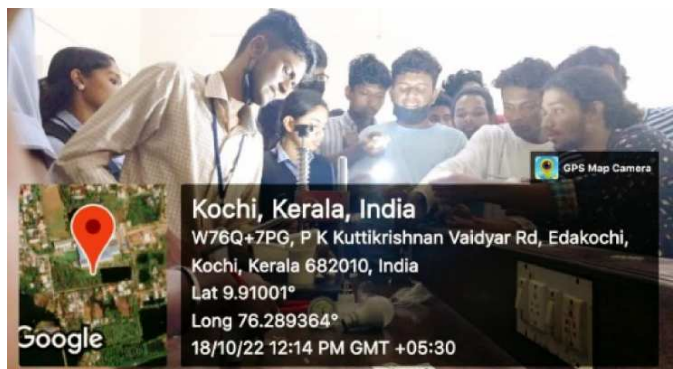 GPS Map Camera
Kochi, Kerala, India
W76Q+7PG, P K Kuttikrishnan Vaidyar Rd, Edakochi,
Kochi, Kerala 682010, India
Lat 9.91001°
Long 76.289364°
18/10/22 12:14 PM GMT +05:30
Google